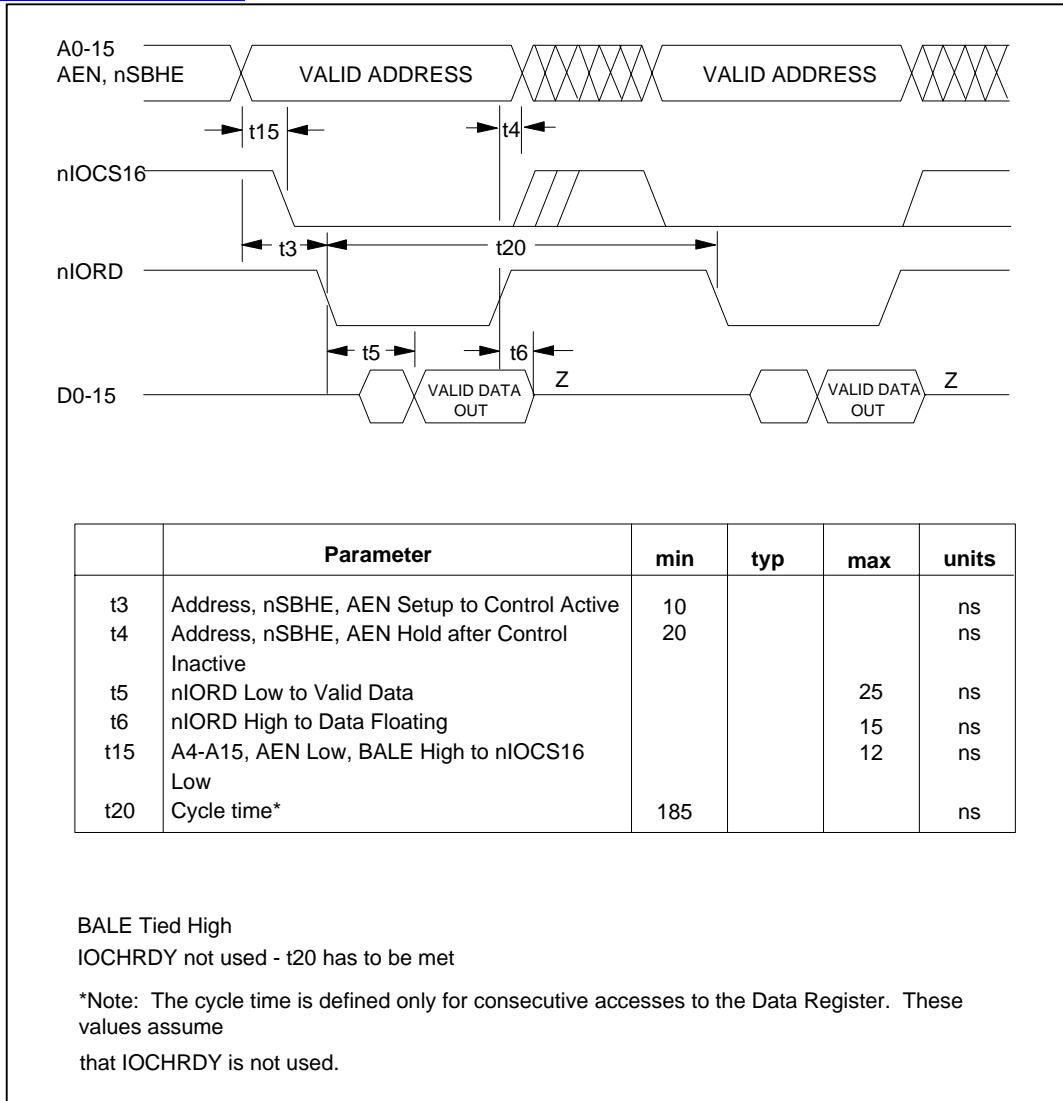 A0-15
AEN, nSBHE
VALID ADDRESS
VALID ADDRESS
t15
t4
nIOCS16
t3
t20
nIORD
t5
t6
D0-15
VALID DATA
OUT
Z
VALID DATA
OUT
Z
Parameter min typ max units
t3 Address, nSBHE, AEN Setup to Control Active 10 ns
t4 Address, nSBHE, AEN Hold after Control 20 ns
Inactive
t5 nIORD Low to Valid Data 25 ns
t6 nIORD High to Data Floating 15 ns
t15 A4-A15, AEN Low, BALE High to nIOCS16 12 ns
Low
t20 Cycle time* 185 ns
BALE Tied High
IOCHRDY not used - t20 has to be met
*Note: The cycle time is defined only for consecutive accesses to the Data Register. These
values assume
that IOCHRDY is not used.